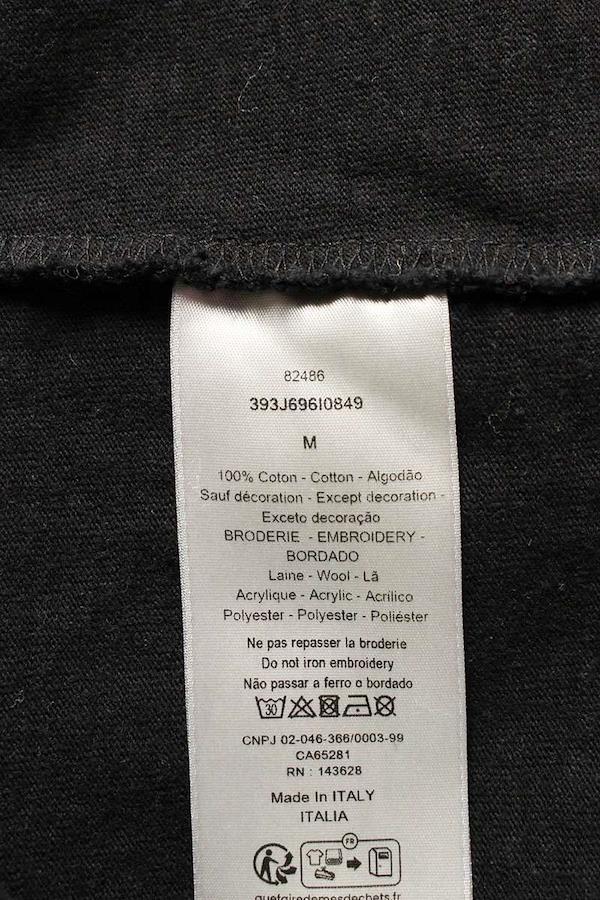 82486
393J696I0849
M
100% Coton - Cotton - Algodão
Sauf décoration - Except decoration -
Exceto decoração
BRODERIE - EMBROIDERY -
BORDADO
Laine - Wool - Lã
Acrylique - Acrylic - Acrílico
Polyester - Polyester - Poliéster
Ne pas repasser la broderie
Do not iron embroidery
Não passar a ferro o bordado
30
CNPJ 02-046-366/0003-99
CA65281
RN : 143628
Made In ITALY
ITALIA
FR
quefairedemesdechets.fr